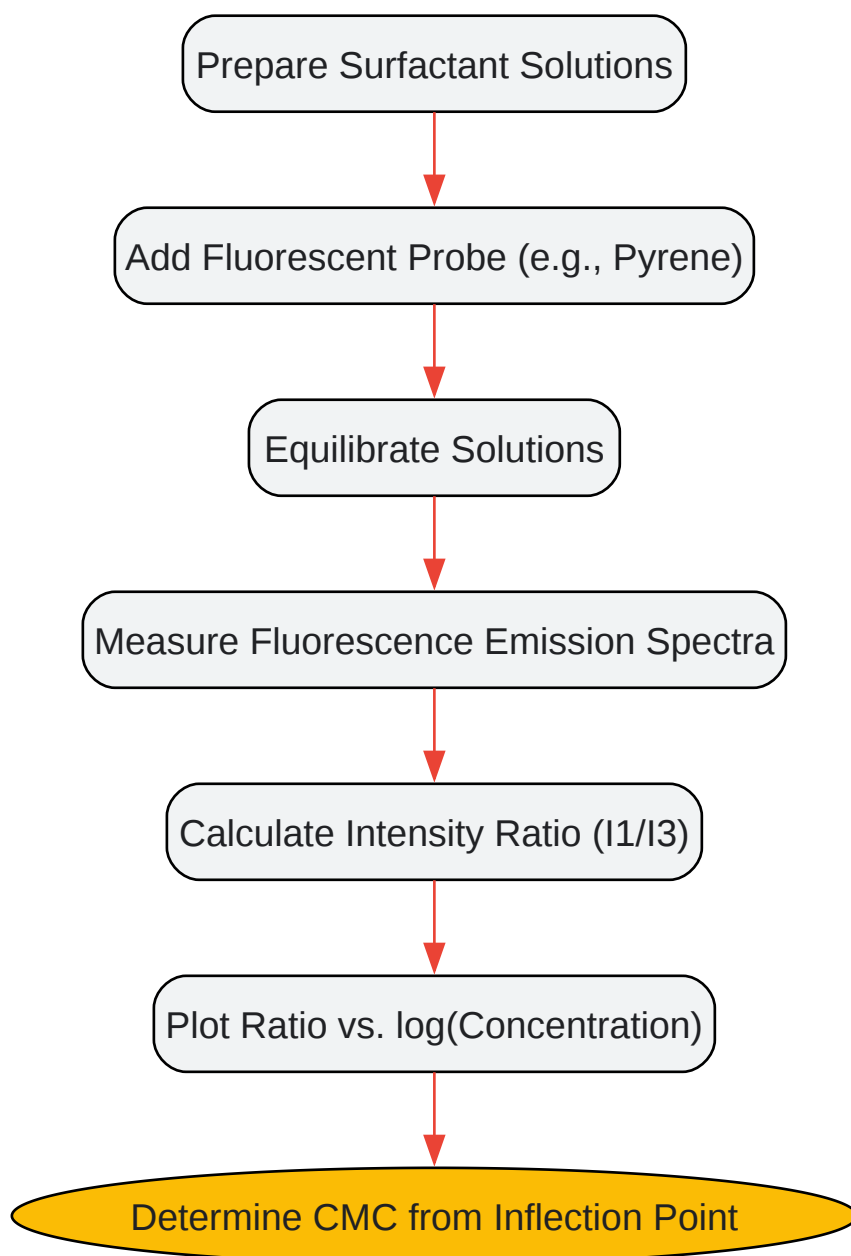 Prepare Surfactant Solutions
Add Fluorescent Probe (e.g., Pyrene)
Equilibrate Solutions
Measure Fluorescence Emission Spectra
Calculate Intensity Ratio (I1/I3)
Plot Ratio vs. log(Concentration)
Determine CMC from Inflection Point